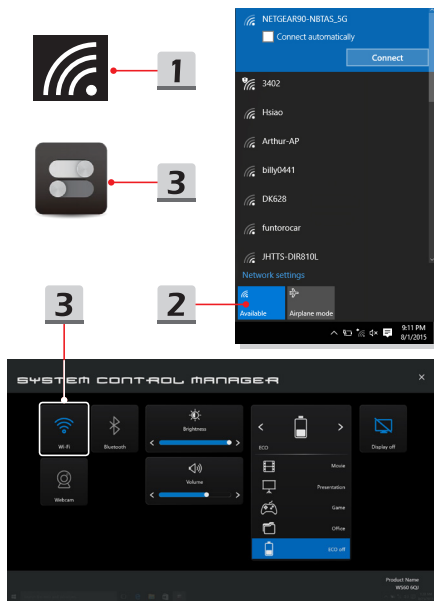 1
3
NETGEAR90-NBTAS_5G
Connect automatically
Connect
3402
Hsiao
Arthur-AP
billy0441
DK628
funtorocar
JHTTS-DIR810L
Network settings
Available
Airplane mode
2
9:11 PM
8/1/2015
3
SYSTEM CONTROL MANAGER
Wi-Fi
Bluetooth
Brightness
ECO
Display off
Webcam
Volume
Movie
Presentation
Game
Office
ECO off
Product Name
WS60 6QJ